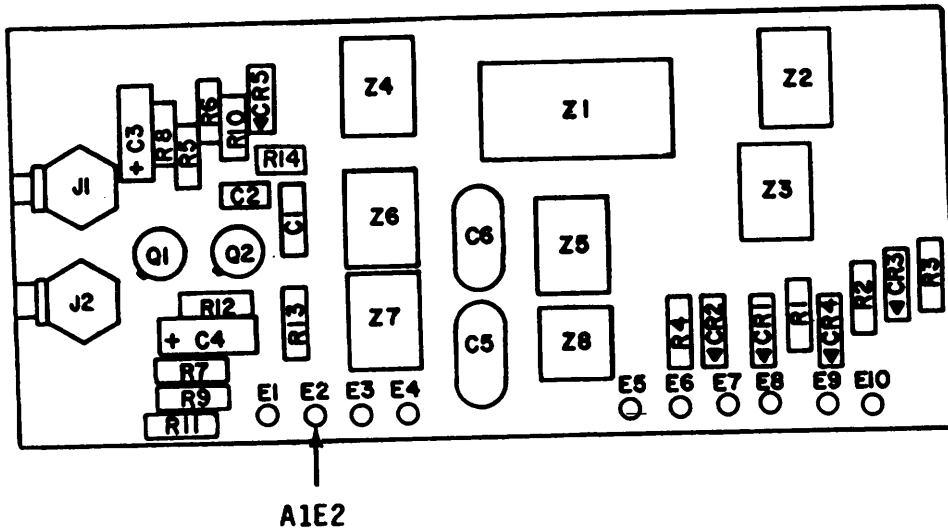 Z4
Z1
Z2
CR5
R6
R10
C3
+
R8
R5
R14
J1
C2
C1
Z6
C6
Z5
Z3
Q1
Q2
J2
R12
+ C4
R13
Z7
C5
Z8
R4
CR2
CR1
R1
CR4
R2
CR3
R3
R7
R9
R11
E1 E2 E3 E4
E5 E6 E7 E8 E9 E10
A1E2